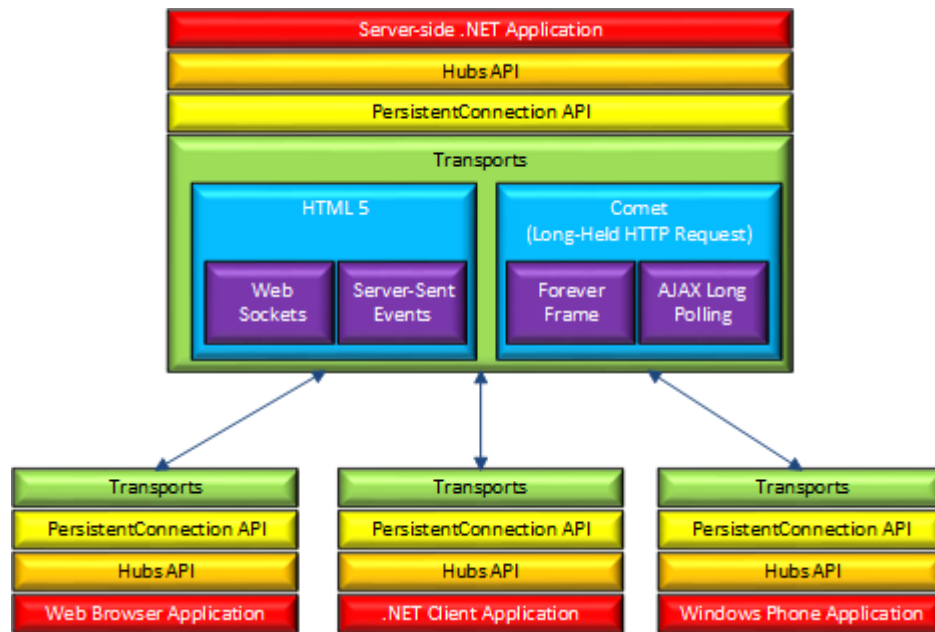 Server-side .NET Application
Hubs API
PersistentConnection API
Transports
HTML 5
Web
Sockets
Server-Sent
Events
Comet
(Long-Held HTTP Request)
Forever
Frame
AJAX Long
Polling
Transports
PersistentConnection API
Hubs API
Web Browser Application
Transports
PersistentConnection API
Hubs API
.NET Client Application
Transports
PersistentConnection API
Hubs API
Windows Phone Application